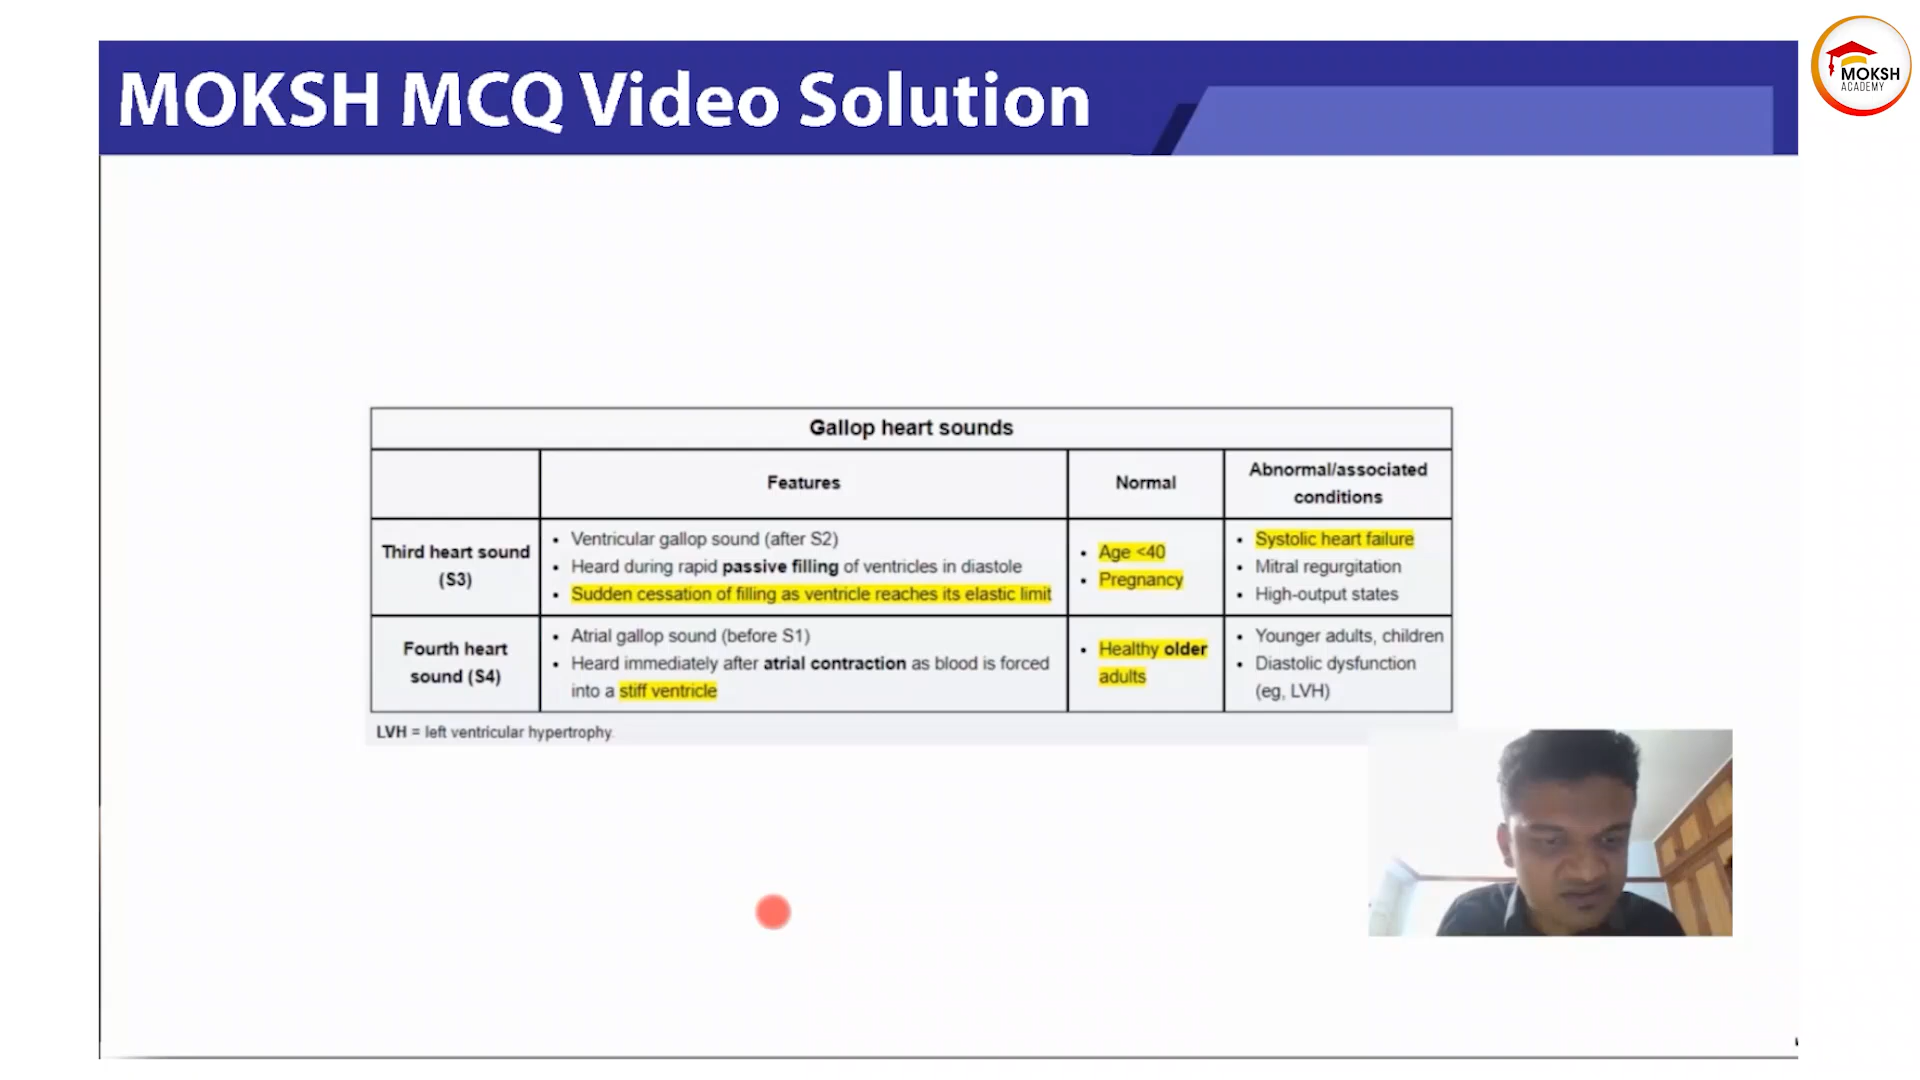 MOKSH MCQ Video Solution
MOKSH
ACADEMY
Gallop heart sounds
Features
Normal
Abnormal/associated
conditions
Third heart sound
(S3)
• Ventricular gallop sound (after S2)
• Heard during rapid passive filling of ventricles in diastole
• Sudden cessation of filling as ventricle reaches its elastic limit
• Age <40
• Pregnancy
• Systolic heart failure
• Mitral regurgitation
• High-output states
Fourth heart
sound (S4)
• Atrial gallop sound (before S1)
• Heard immediately after atrial contraction as blood is forced
into a stiff ventricle
• Healthy older
adults
• Younger adults, children
• Diastolic dysfunction
(eg, LVH)
LVH = left ventricular hypertrophy.